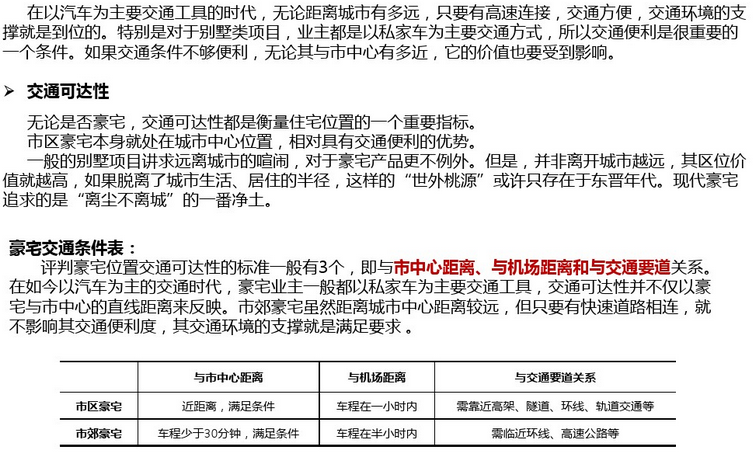 在以汽车为主要交通工具的时代，无论距离城市有多远，只要有高速连接，交通方便，交通环境的支
撑就是到位的。特别是对于别墅类项目，业主都是以私家车为主要交通方式，所以交通便利是很重要的
一个条件。如果交通条件不够便利，无论其与市中心有多近，它的价值也要受到影响。
➢ 交通可达性
无论是否豪宅，交通可达性都是衡量住宅位置的一个重要指标。
市区豪宅本身就处在城市中心位置，相对具有交通便利的优势。
一般的别墅项目讲求远离城市的喧闹，对于豪宅产品更不例外。但是，并非离开城市越远，其区位价
值就越高，如果脱离了城市生活、居住的半径，这样的“世外桃源”或许只存在于东晋年代。现代豪宅
追求的是“离尘不离城”的一番净土。
豪宅交通条件表：
评判豪宅位置交通可达性的标准一般有3个，即与市中心距离、与机场距离和与交通要道关系。
在如今以汽车为主的交通时代，豪宅业主一般都以私家车为主要交通工具，交通可达性并不仅以豪
宅与市中心的直线距离来反映。市郊豪宅虽然距离城市中心距离较远，但只要有快速道路相连，就
不影响其交通便利度，其交通环境的支撑就是满足要求 。
与市中心距离 与机场距离 与交通要道关系
市区豪宅 近距离，满足条件 车程在一小时内 需靠近高架、隧道、环线、轨道交通等
市郊豪宅 车程少于30分钟，满足条件 车程在半小时内 需临近环线、高速公路等